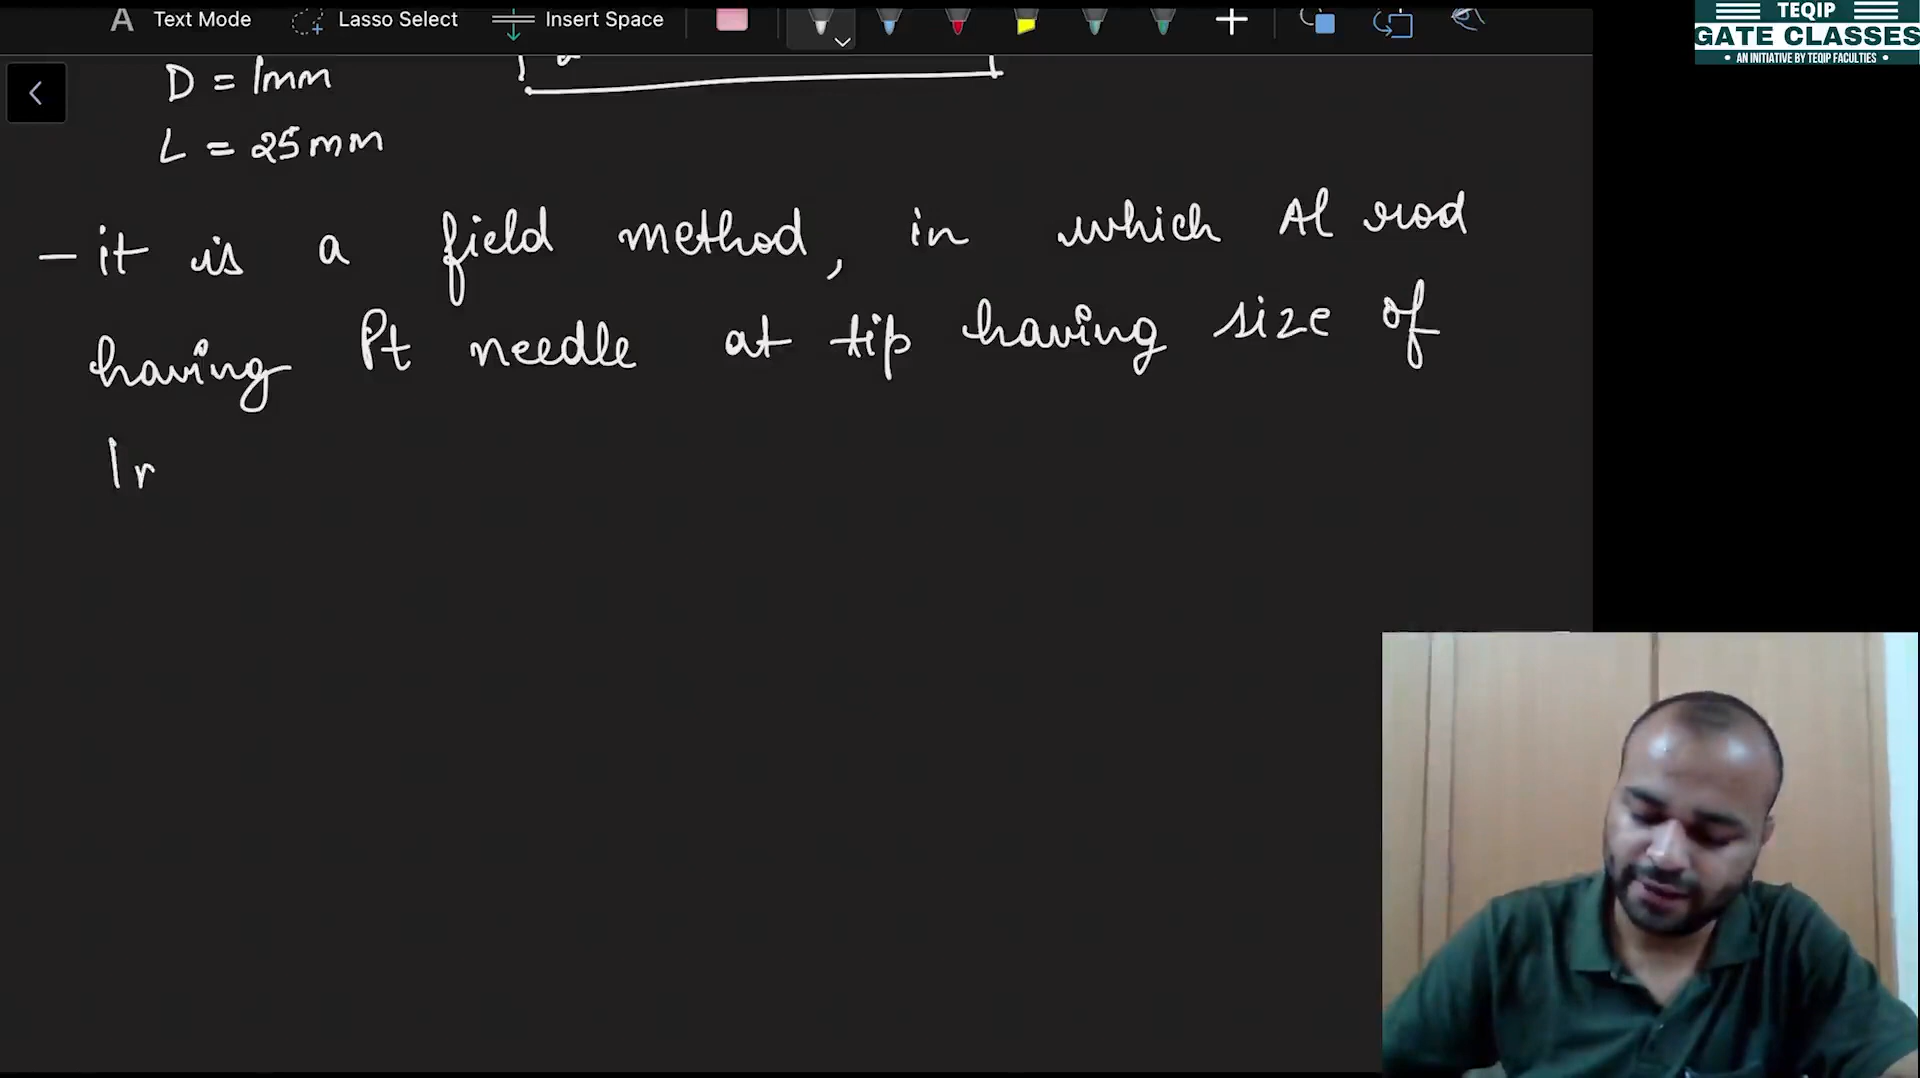 Text Mode Lasso Select Insert Space
TEQIP
GATE CLASSES
• AN INITIATIVE BY TEQIP FACULTIES •
D = 1mm
L = 25mm
- it is a field method, in which Al rod
having Pt needle at tip having size of
1r